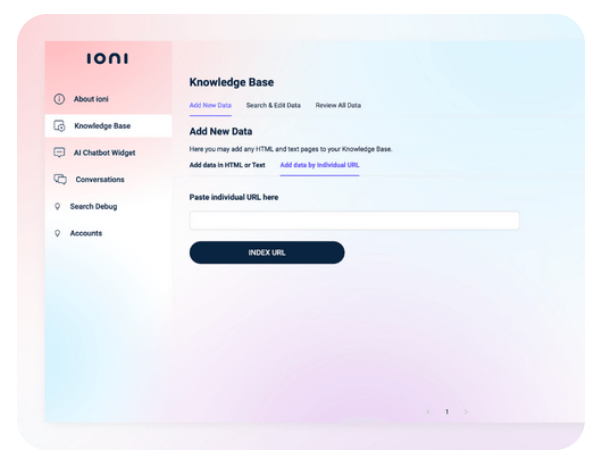 ioni
About ioni
Knowledge Base
AI Chatbot Widget
Conversations
Search Debug
Accounts
Knowledge Base
Add New Data Search & Edit Data Review All Data
Add New Data
Here you may add any HTML and text pages to your Knowledge Base.
Add data in HTML or Text Add data by Individual URL
Paste individual URL here
INDEX URL
1